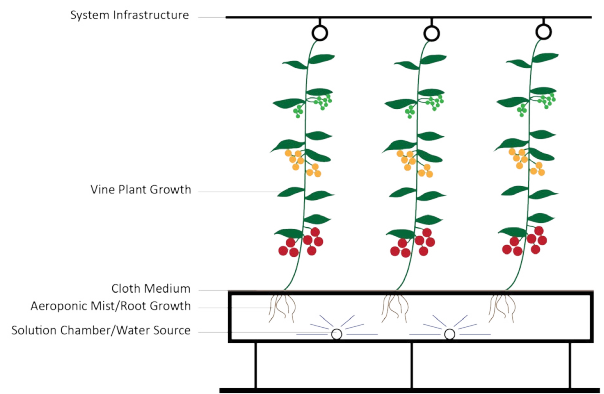 System Infrastructure
Vine Plant Growth
Cloth Medium
Aeroponic Mist/Root Growth
Solution Chamber/Water Source